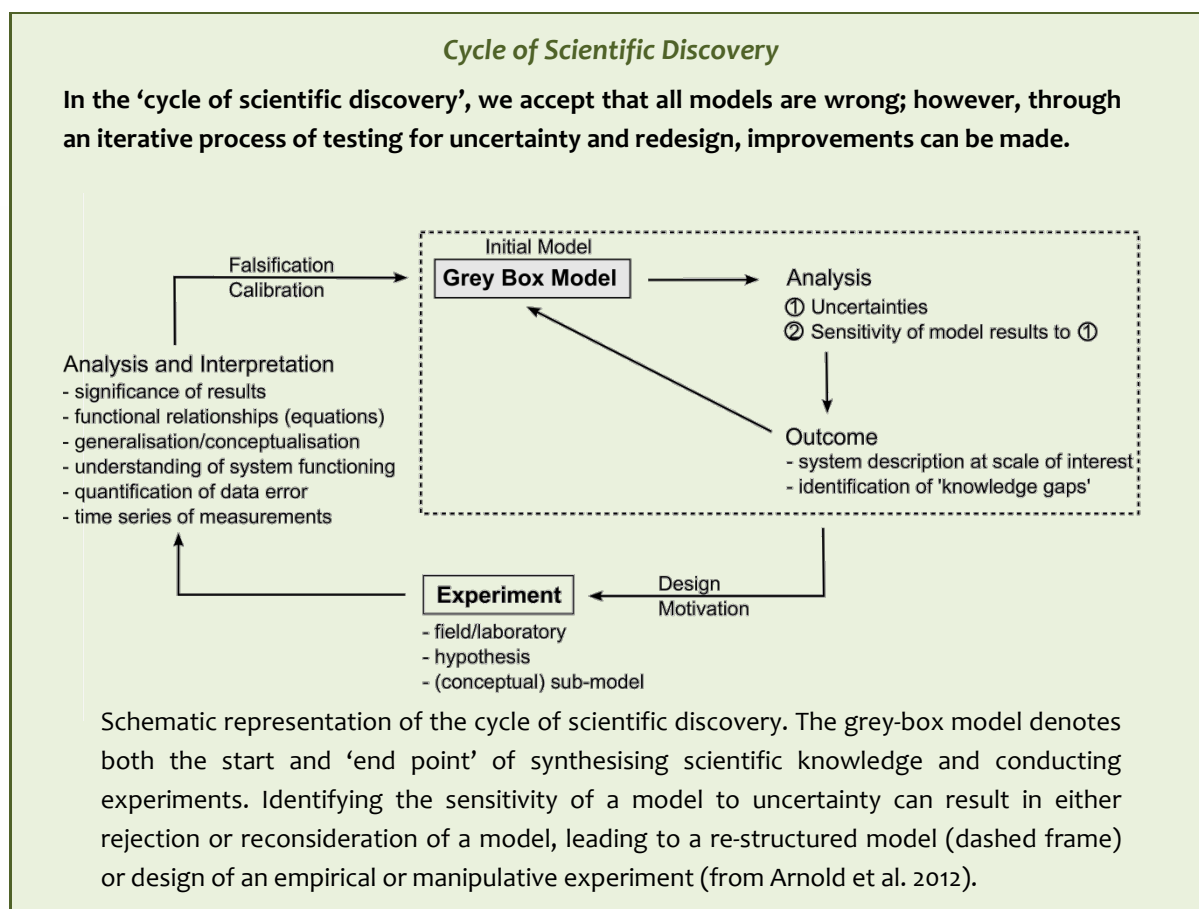 Cycle of Scientific Discovery
In the ‘cycle of scientific discovery’, we accept that all models are wrong; however, through
an iterative process of testing for uncertainty and redesign, improvements can be made.
Initial Model
Grey Box Model
Falsification
Calibration
Analysis
① Uncertainties
② Sensitivity of model results to ①
Analysis and Interpretation
- significance of results
- functional relationships (equations)
- generalisation/conceptualisation
- understanding of system functioning
- quantification of data error
- time series of measurements
Outcome
- system description at scale of interest
- identification of 'knowledge gaps'
Design
Motivation
Experiment
- field/laboratory
- hypothesis
- (conceptual) sub-model
Schematic representation of the cycle of scientific discovery. The grey-box model denotes
both the start and ‘end point’ of synthesising scientific knowledge and conducting
experiments. Identifying the sensitivity of a model to uncertainty can result in either
rejection or reconsideration of a model, leading to a re-structured model (dashed frame)
or design of an empirical or manipulative experiment (from Arnold et al. 2012).